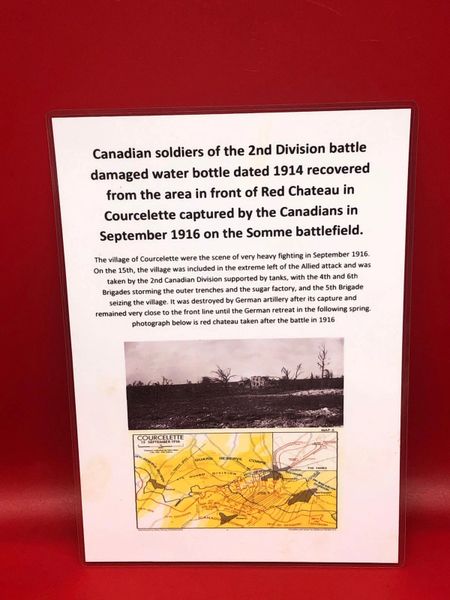 Canadian soldiers of the 2nd Division battle
damaged water bottle dated 1914 recovered
from the area in front of Red Chateau in
Courcelette captured by the Canadians in
September 1916 on the Somme battlefield.
The village of Courcelette were the scene of very heavy fighting in September 1916.
On the 15th, the village was included in the extreme left of the Allied attack and was
taken by the 2nd Canadian Division supported by tanks, with the 4th and 6th
Brigades storming the outer trenches and the sugar factory, and the 5th Brigade
seizing the village. It was destroyed by German artillery after its capture and
remained very close to the front line until the German retreat in the following spring.
photograph below is red chateau taken after the battle in 1916
COURCELETTE
15 SEPTEMBER 1916